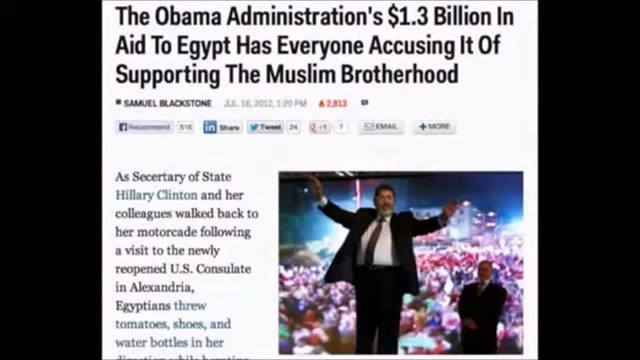 The Obama Administration's $1.3 Billion In
Aid To Egypt Has Everyone Accusing It Of
Supporting The Muslim Brotherhood
SAMUEL BLACKSTONE JUL. 16, 2012, 1:20 PM 2,813
Recommend 516 Share Tweet 24 +1 7 EMAIL + MORE
As Secertary of State
Hillary Clinton and her
colleagues walked back to
her motorcade following
a visit to the newly
reopened U.S. Consulate
in Alexandria,
Egyptians threw
tomatoes, shoes, and
water bottles in her